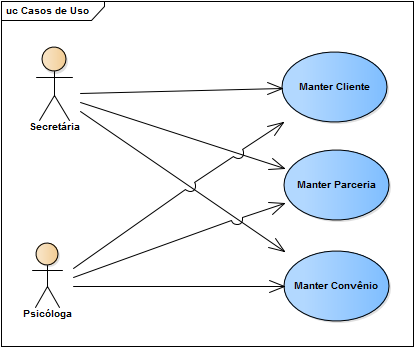 uc Casos de Uso
Manter Cliente
Secretária
Manter Parceria
Manter Convênio
Psicóloga